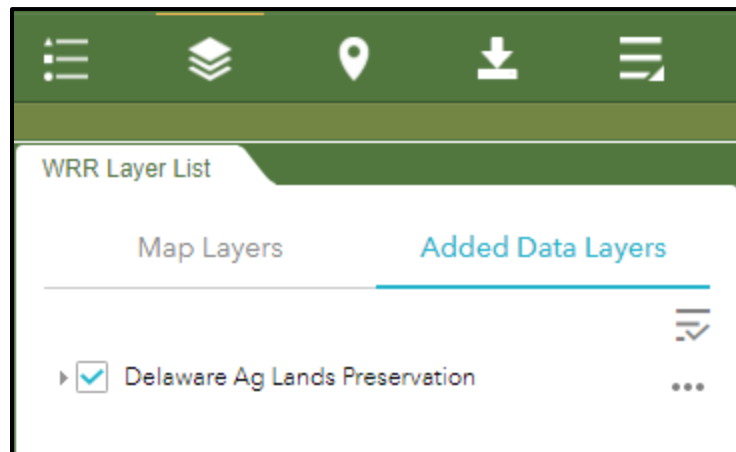 WRR Layer List
Map Layers Added Data Layers
Delaware Ag Lands Preservation